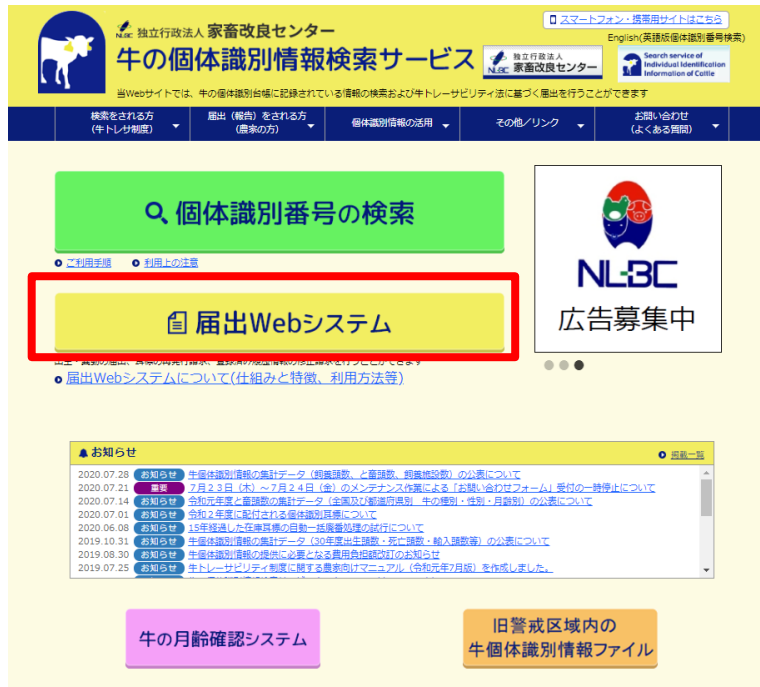 スマートフォン・携帯用サイトはこちら
NLBC 独立行政法人 家畜改良センター
English(英語版個体識別番号検索)
牛の個体識別情報検索サービス
NLBC 独立行政法人 家畜改良センター
Search service of Individual Identification Information of Cattle
当Webサイトでは、牛の個体識別台帳に記録されている情報の検索および牛トレーサビリティ法に基づく届出を行うことができます
検索をされる方 (牛トレサ制度)
届出（報告）をされる方 (農家の方)
個体識別情報の活用
その他／リンク
お問い合わせ (よくある質問)
個体識別番号の検索
ご利用手順 利用上の注意
NLBC
広告募集中
届出Webシステム
届出Webシステムについて(仕組みと特徴、利用方法等)
お知らせ 掲載一覧
2020.07.28 お知らせ 牛個体識別情報の集計データ（飼養頭数、と畜頭数、飼養施設数）の公表について
2020.07.21 重要 7月23日（木）～7月24日（金）のメンテナンス作業による「お問い合わせフォーム」受付の一時停止について
2020.07.14 お知らせ 令和元年度と畜頭数の集計データ（全国及び都道府県別　牛の種別・性別・月齢別）の公表について
2020.07.01 お知らせ 令和２年度に配付される個体識別耳標について
2020.06.08 お知らせ 15年経過した在庫耳標の自動一括廃番処理の試行について
2019.10.31 お知らせ 牛個体識別情報の集計データ（30年度出生頭数・死亡頭数・輸入頭数等）の公表について
2019.08.30 お知らせ 牛個体識別情報の提供に必要となる費用負担額改訂のお知らせ
2019.07.25 お知らせ 牛トレーサビリティ制度に関する農家向けマニュアル（令和元年7月版）を作成しました。
牛の月齢確認システム
旧警戒区域内の
牛個体識別情報ファイル